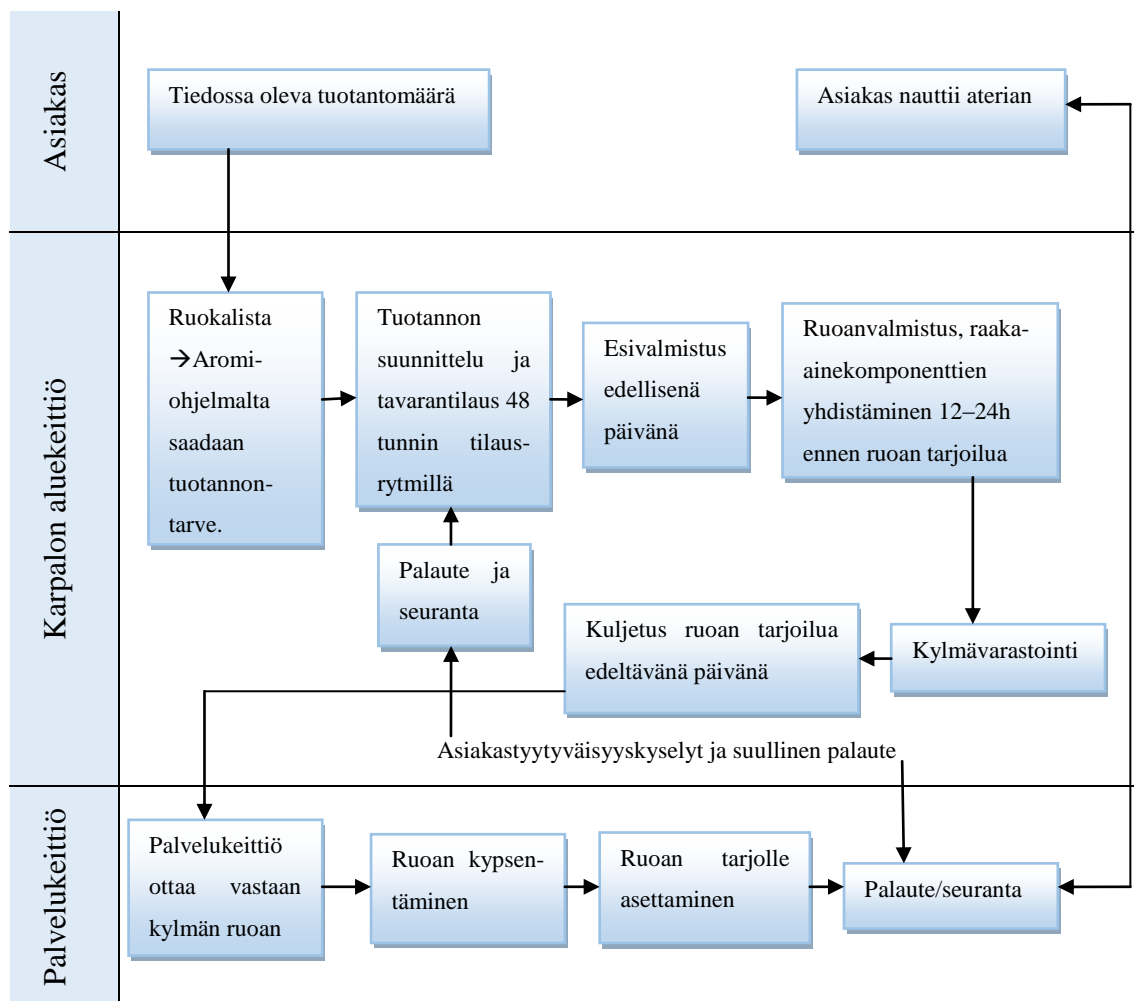 Asiakas
Tiedossa oleva tuotantomäärä
Asiakas nauttii aterian
Karpalon aluekeittiö
Ruokalista
→Aromi-
ohjelmalta
saadaan
tuotannon-
tarve.
Tuotannon
suunnittelu ja
tavarantilaus 48
tunnin tilaus-
rytmillä
Esivalmistus
edellisenä
päivänä
Ruoanvalmistus, raaka-
ainekomponenttien
yhdistäminen 12–24h
ennen ruoan tarjoilua
Palaute ja
seuranta
Kuljetus ruoan tarjoilua
edeltävänä päivänä
Kylmävarastointi
Asiakastyytyväisyyskyselyt ja suullinen palaute
Palvelukeittiö
Palvelukeittiö
ottaa vastaan
kylmän ruoan
Ruoan kypsen-
täminen
Ruoan tarjolle
asettaminen
Palaute/seuranta